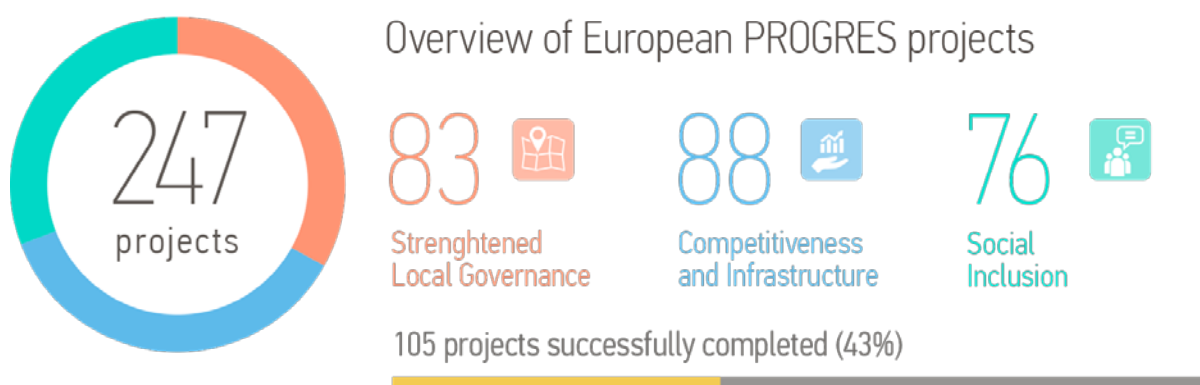 Overview of European PROGRES projects
247
projects
83
Strenghtened
Local Governance
88
Competitiveness
and Infrastructure
76
Social
Inclusion
105 projects successfully completed (43%)